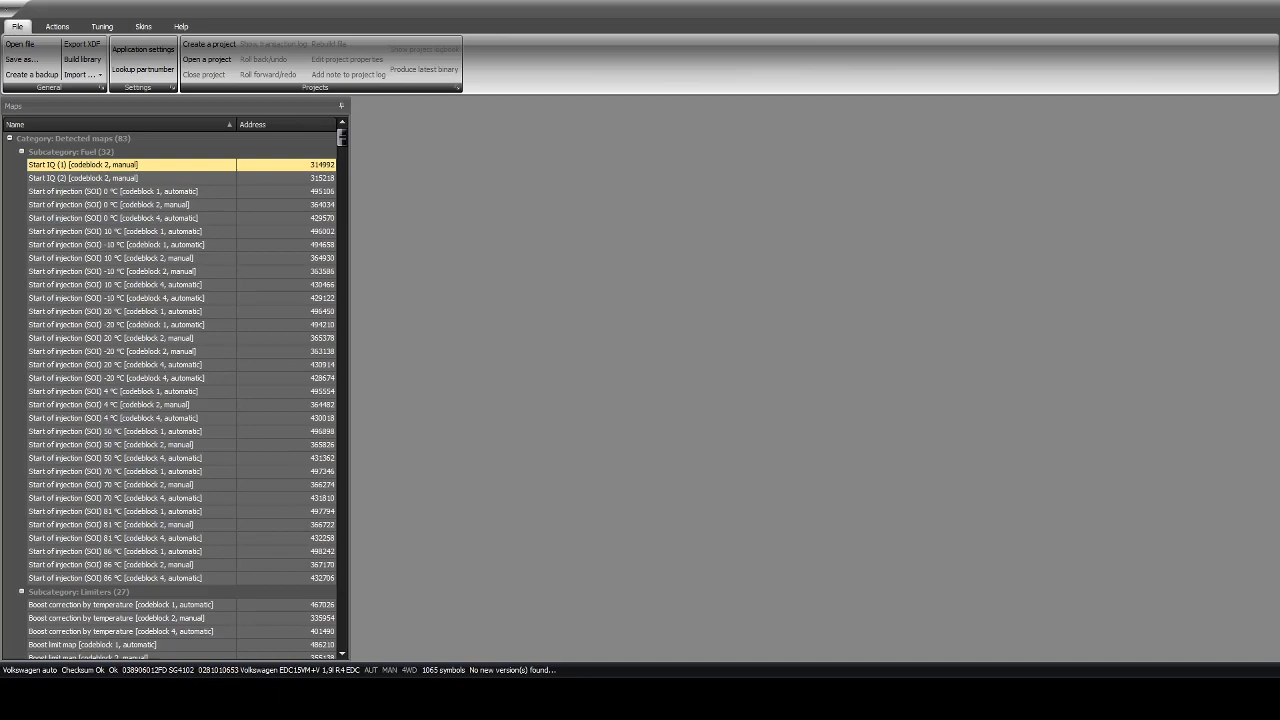 File Actions Tuning Skins Help
Open file Export XDF Application settings Create a project Show transaction log Rebuild file Show project logbook
Save as... Build library Open a project Roll back/undo Edit project properties
Create a backup Import ... Lookup partnumber Close project Roll forward/redo Add note to project log Produce latest binary
General Settings Projects
Maps
Name Address
Category: Detected maps (83)
Subcategory: Fuel (32)
Start IQ (1) [codeblock 2, manual] 314992
Start IQ (2) [codeblock 2, manual] 315218
Start of injection (SOI) 0 °C [codeblock 1, automatic] 495106
Start of injection (SOI) 0 °C [codeblock 2, manual] 364034
Start of injection (SOI) 0 °C [codeblock 4, automatic] 429570
Start of injection (SOI) 10 °C [codeblock 1, automatic] 496002
Start of injection (SOI) -10 °C [codeblock 1, automatic] 494658
Start of injection (SOI) 10 °C [codeblock 2, manual] 364930
Start of injection (SOI) -10 °C [codeblock 2, manual] 363586
Start of injection (SOI) 10 °C [codeblock 4, automatic] 430466
Start of injection (SOI) -10 °C [codeblock 4, automatic] 429122
Start of injection (SOI) 20 °C [codeblock 1, automatic] 496450
Start of injection (SOI) -20 °C [codeblock 1, automatic] 494210
Start of injection (SOI) 20 °C [codeblock 2, manual] 365378
Start of injection (SOI) -20 °C [codeblock 2, manual] 363138
Start of injection (SOI) 20 °C [codeblock 4, automatic] 430914
Start of injection (SOI) -20 °C [codeblock 4, automatic] 428674
Start of injection (SOI) 4 °C [codeblock 1, automatic] 495554
Start of injection (SOI) 4 °C [codeblock 2, manual] 364482
Start of injection (SOI) 4 °C [codeblock 4, automatic] 430018
Start of injection (SOI) 50 °C [codeblock 1, automatic] 496898
Start of injection (SOI) 50 °C [codeblock 2, manual] 365826
Start of injection (SOI) 50 °C [codeblock 4, automatic] 431362
Start of injection (SOI) 70 °C [codeblock 1, automatic] 497346
Start of injection (SOI) 70 °C [codeblock 2, manual] 366274
Start of injection (SOI) 70 °C [codeblock 4, automatic] 431810
Start of injection (SOI) 81 °C [codeblock 1, automatic] 497794
Start of injection (SOI) 81 °C [codeblock 2, manual] 366722
Start of injection (SOI) 81 °C [codeblock 4, automatic] 432258
Start of injection (SOI) 86 °C [codeblock 1, automatic] 498242
Start of injection (SOI) 86 °C [codeblock 2, manual] 367170
Start of injection (SOI) 86 °C [codeblock 4, automatic] 432706
Subcategory: Limiters (27)
Boost correction by temperature [codeblock 1, automatic] 467026
Boost correction by temperature [codeblock 2, manual] 335954
Boost correction by temperature [codeblock 4, automatic] 401490
Boost limit map [codeblock 1, automatic] 486210
Boost limit map [codeblock 2, manual] 355138
Volkswagen auto Checksum Ok Ok 038906012FD SG4102 0281010653 Volkswagen EDC15VM+V 1,9l R4 EDC AUT MAN 4WD 1065 symbols No new version(s) found...